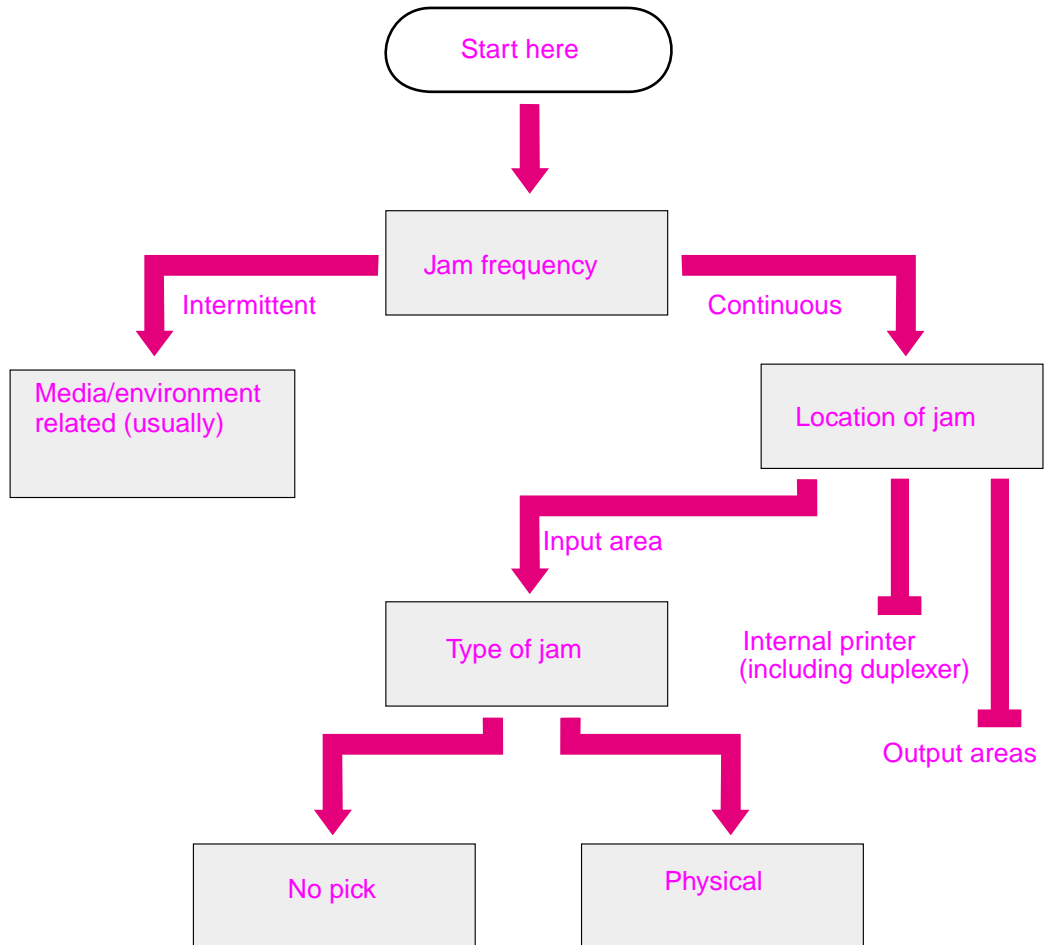 Start here
Jam frequency
Intermittent
Continuous
Media/environment
related (usually)
Location of jam
Input area
Type of jam
Internal printer
(including duplexer)
Output areas
No pick
Physical